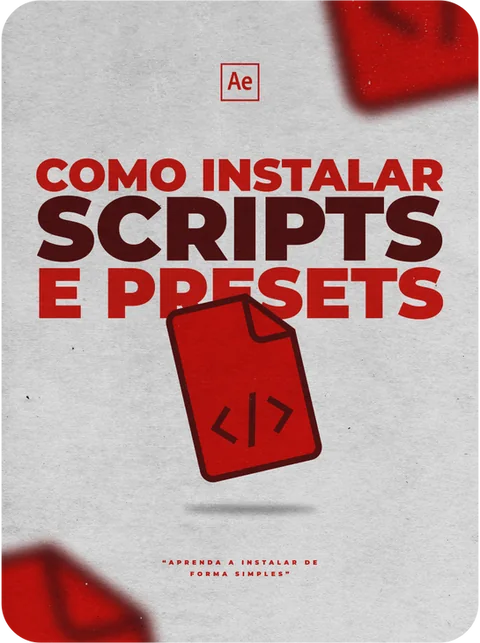 Ae
COMO INSTALAR
SCRIPTS
E PRESETS
</>
"APRENDA A INSTALAR DE
FORMA SIMPLES"